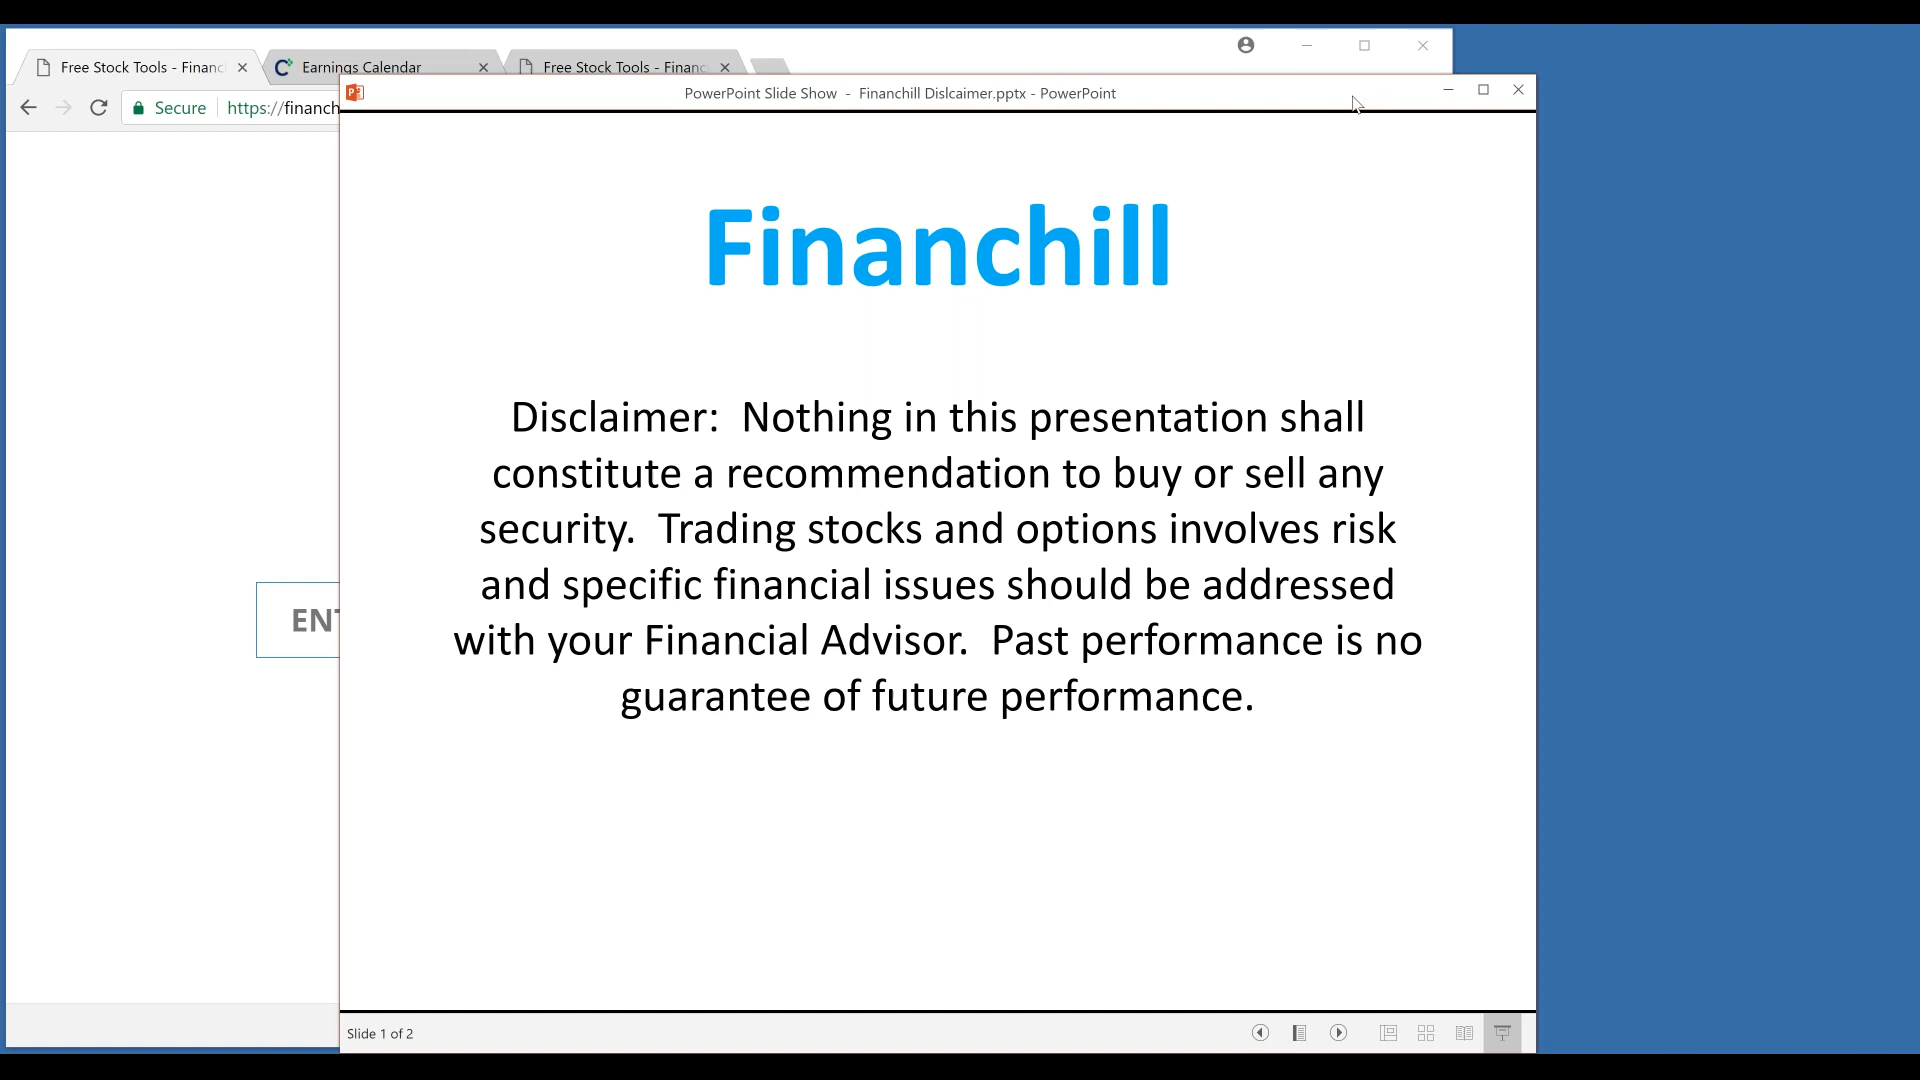 Free Stock Tools - Financ
Earnings Calendar
Free Stock Tools - Financ
Secure
https://financh
PowerPoint Slide Show - Financhill Dislcaimer.pptx - PowerPoint
Financhill
Disclaimer: Nothing in this presentation shall
constitute a recommendation to buy or sell any
security. Trading stocks and options involves risk
and specific financial issues should be addressed
with your Financial Advisor. Past performance is no
guarantee of future performance.
ENT
Slide 1 of 2